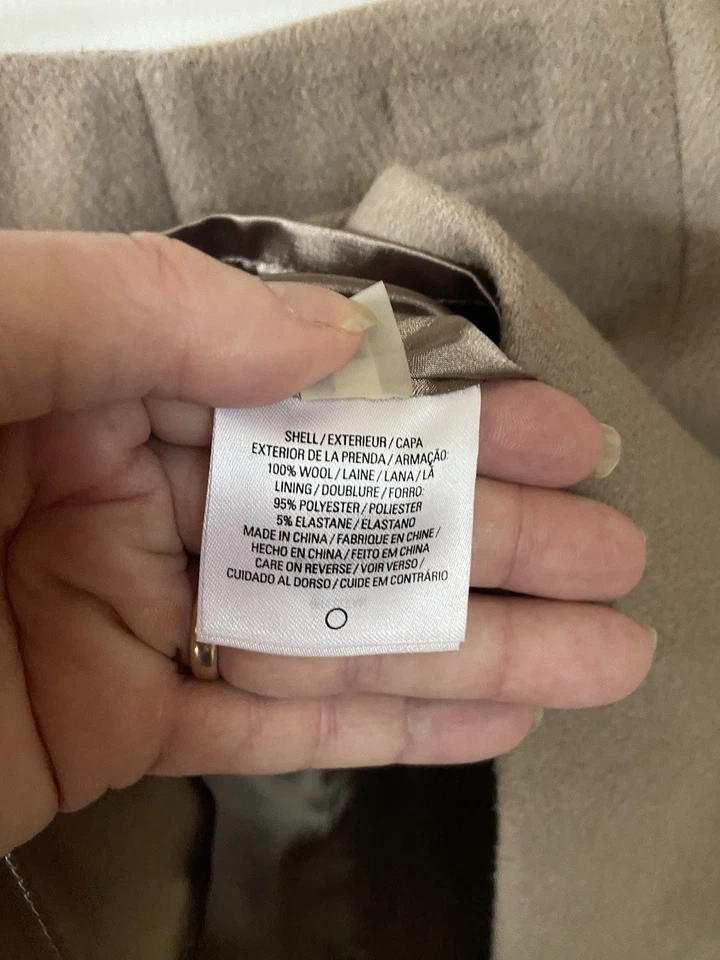 SHELL / EXTERIEUR / CAPA
EXTERIOR DE LA PRENDA / ARMAÇÃO:
100% WOOL / LAINE / LANA / LÃ
LINING / DOUBLURE / FORRO:
95% POLYESTER / POLIESTER
5% ELASTANE / ELASTANO
MADE IN CHINA / FABRIQUE EN CHINE /
HECHO EN CHINA / FEITO EM CHINA
CARE ON REVERSE / VOIR VERSO /
CUIDADO AL DORSO / CUIDE EM CONTRÁRIO